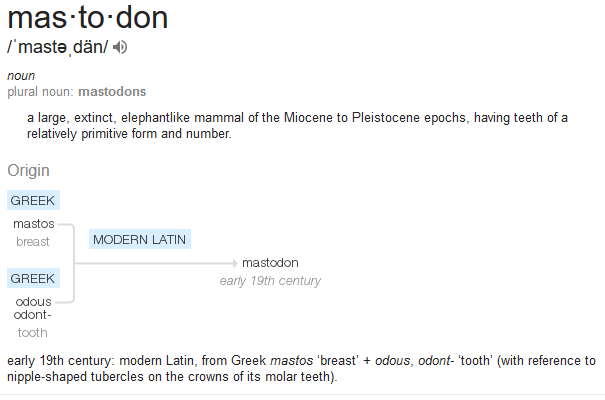 mas·to·don
/ˈmastəˌdän/
noun
plural noun: mastodons
a large, extinct, elephantlike mammal of the Miocene to Pleistocene epochs, having teeth of a
relatively primitive form and number.
Origin
GREEK
mastos
breast
MODERN LATIN
mastodon
early 19th century
GREEK
odous
odont-
tooth
early 19th century: modern Latin, from Greek mastos ‘breast’ + odous, odont- ‘tooth’ (with reference to
nipple-shaped tubercles on the crowns of its molar teeth).